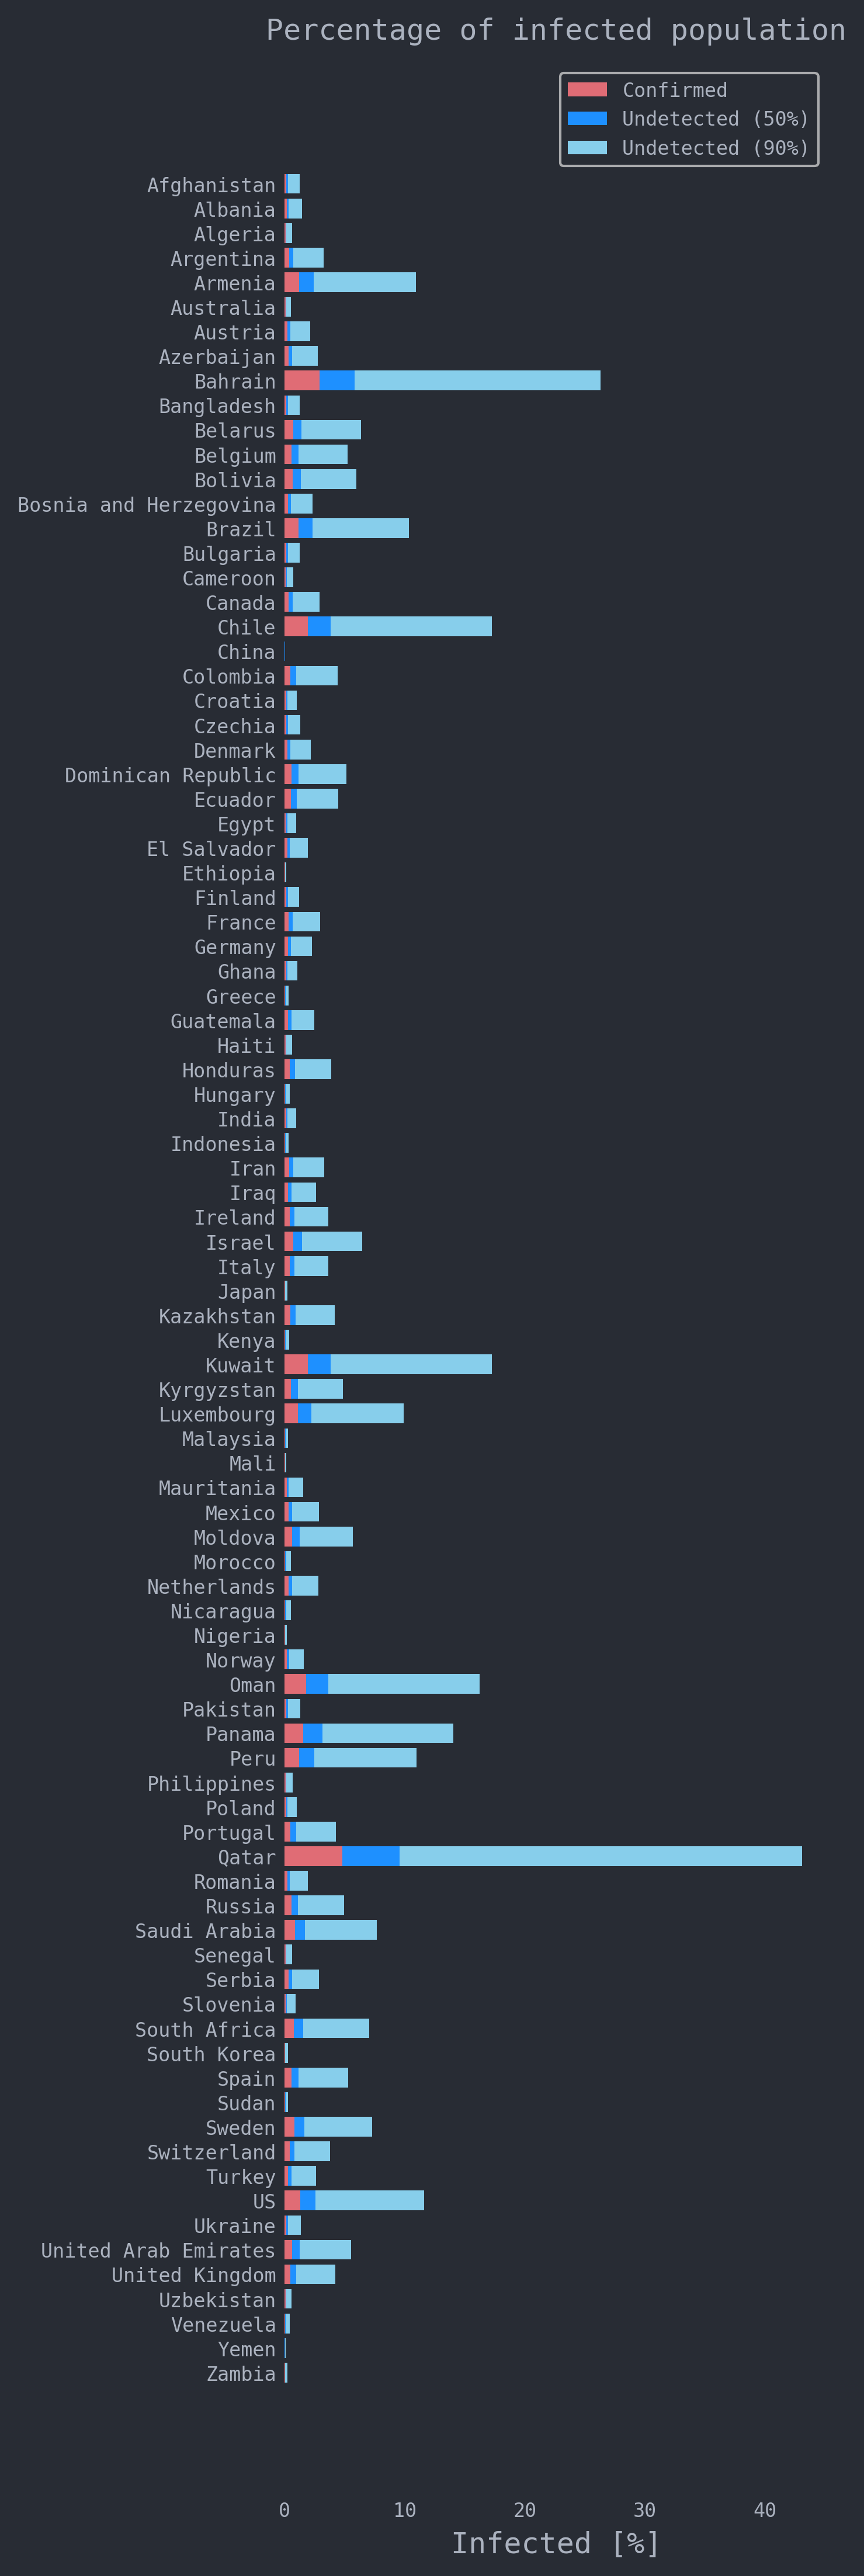 Percentage of infected population
Confirmed
Undetected (50%)
Undetected (90%)
Afghanistan
Albania
Algeria
Argentina
Armenia
Australia
Austria
Azerbaijan
Bahrain
Bangladesh
Belarus
Belgium
Bolivia
Bosnia and Herzegovina
Brazil
Bulgaria
Cameroon
Canada
Chile
China
Colombia
Croatia
Czechia
Denmark
Dominican Republic
Ecuador
Egypt
El Salvador
Ethiopia
Finland
France
Germany
Ghana
Greece
Guatemala
Haiti
Honduras
Hungary
India
Indonesia
Iran
Iraq
Ireland
Israel
Italy
Japan
Kazakhstan
Kenya
Kuwait
Kyrgyzstan
Luxembourg
Malaysia
Mali
Mauritania
Mexico
Moldova
Morocco
Netherlands
Nicaragua
Nigeria
Norway
Oman
Pakistan
Panama
Peru
Philippines
Poland
Portugal
Qatar
Romania
Russia
Saudi Arabia
Senegal
Serbia
Slovenia
South Africa
South Korea
Spain
Sudan
Sweden
Switzerland
Turkey
US
Ukraine
United Arab Emirates
United Kingdom
Uzbekistan
Venezuela
Yemen
Zambia
0 10 20 30 40
Infected [%]